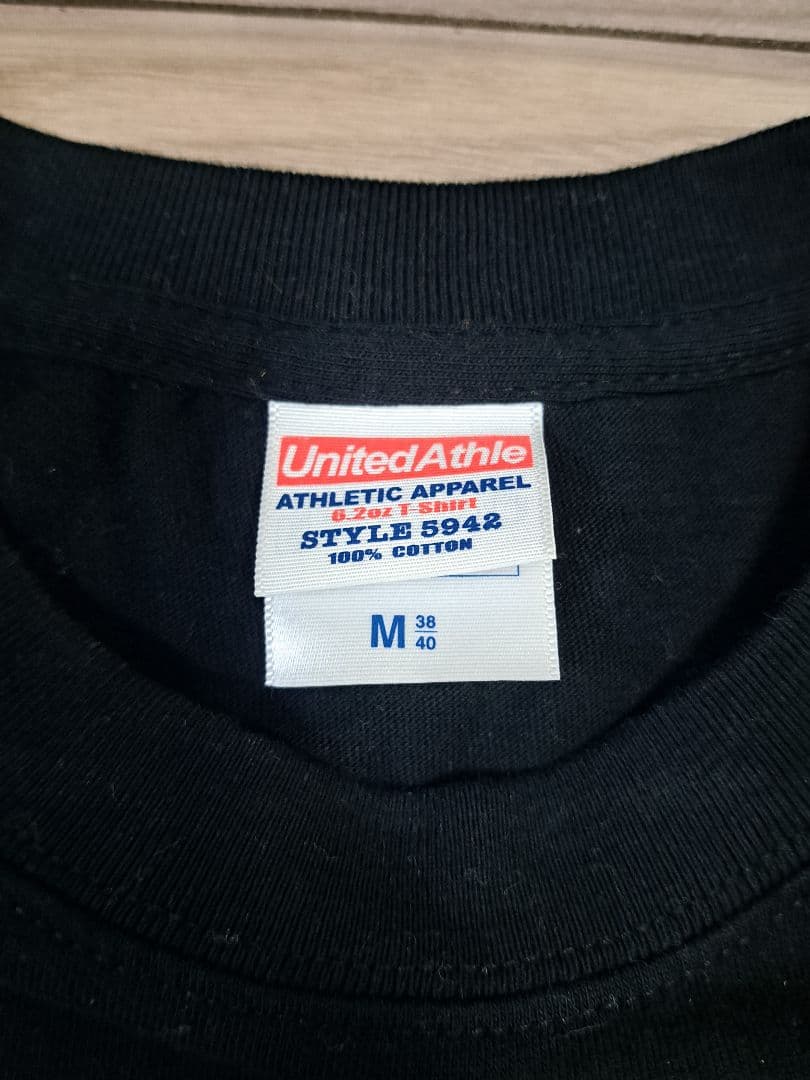 UnitedAthle
ATHLETIC APPAREL
6.2oz T-Shirt
STYLE 5942
100% COTTON
M 38
40